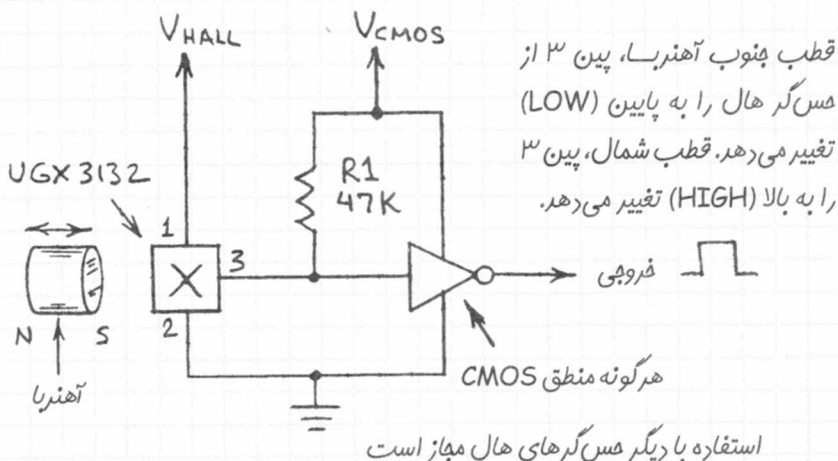 VHALL
VCMOS
قطب جنوب آهنربا، پین ۳ از
حس‌گر هال را به پایین (LOW)
تغییر می‌دهد. قطب شمال، پین ۳
را به بالا (HIGH) تغییر می‌دهد.
UGX 3132
R1
47K
1
3
2
خروجی
N
S
آهنربا
هرگونه منطق CMOS
استفاده با دیگر حس‌گرهای هال مجاز است